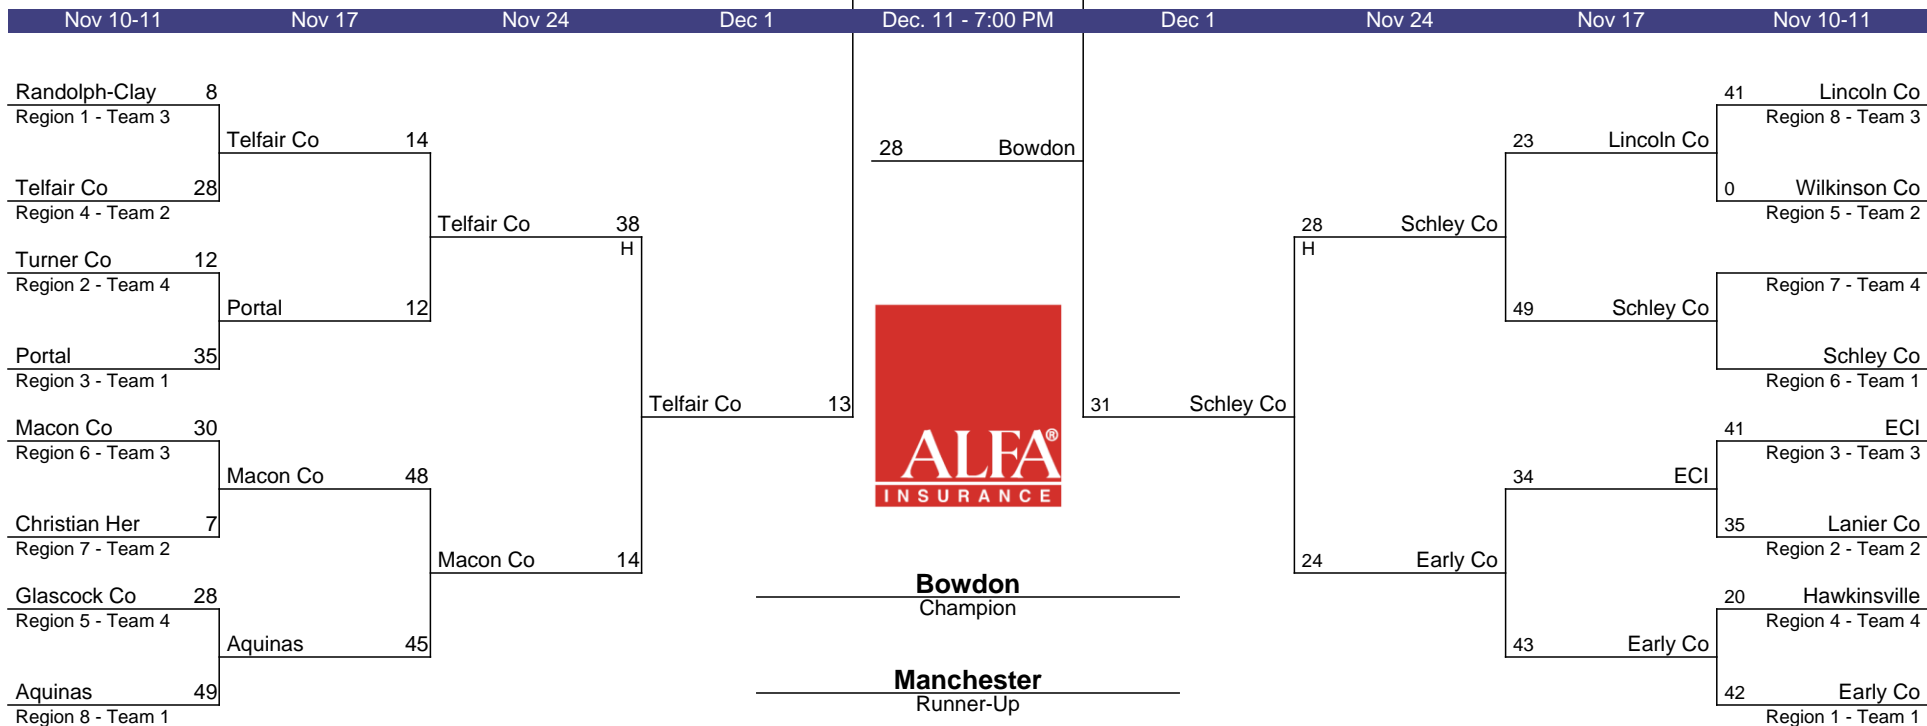 Nov 10-11 Nov 17 Nov 24 Dec 1 Dec. 11 - 7:00 PM Dec 1 Nov 24 Nov 17 Nov 10-11
Randolph-Clay 8
Region 1 - Team 3
Telfair Co 14
Telfair Co 28
Region 4 - Team 2
Telfair Co 38
H
Turner Co 12
Region 2 - Team 4
Portal 12
Portal 35
Region 3 - Team 1
Telfair Co 13
Macon Co 30
Region 6 - Team 3
Macon Co 48
Christian Her 7
Region 7 - Team 2
Macon Co 14
Glascock Co 28
Region 5 - Team 4
Aquinas 45
Aquinas 49
Region 8 - Team 1
28 Bowdon
ALFA®
INSURANCE
Bowdon
Champion
Manchester
Runner-Up
41 Lincoln Co
Region 8 - Team 3
23 Lincoln Co
0 Wilkinson Co
Region 5 - Team 2
28 Schley Co
H
Region 7 - Team 4
49 Schley Co
Schley Co
Region 6 - Team 1
31 Schley Co
41 ECI
Region 3 - Team 3
34 ECI
35 Lanier Co
Region 2 - Team 2
24 Early Co
20 Hawkinsville
Region 4 - Team 4
43 Early Co
42 Early Co
Region 1 - Team 1